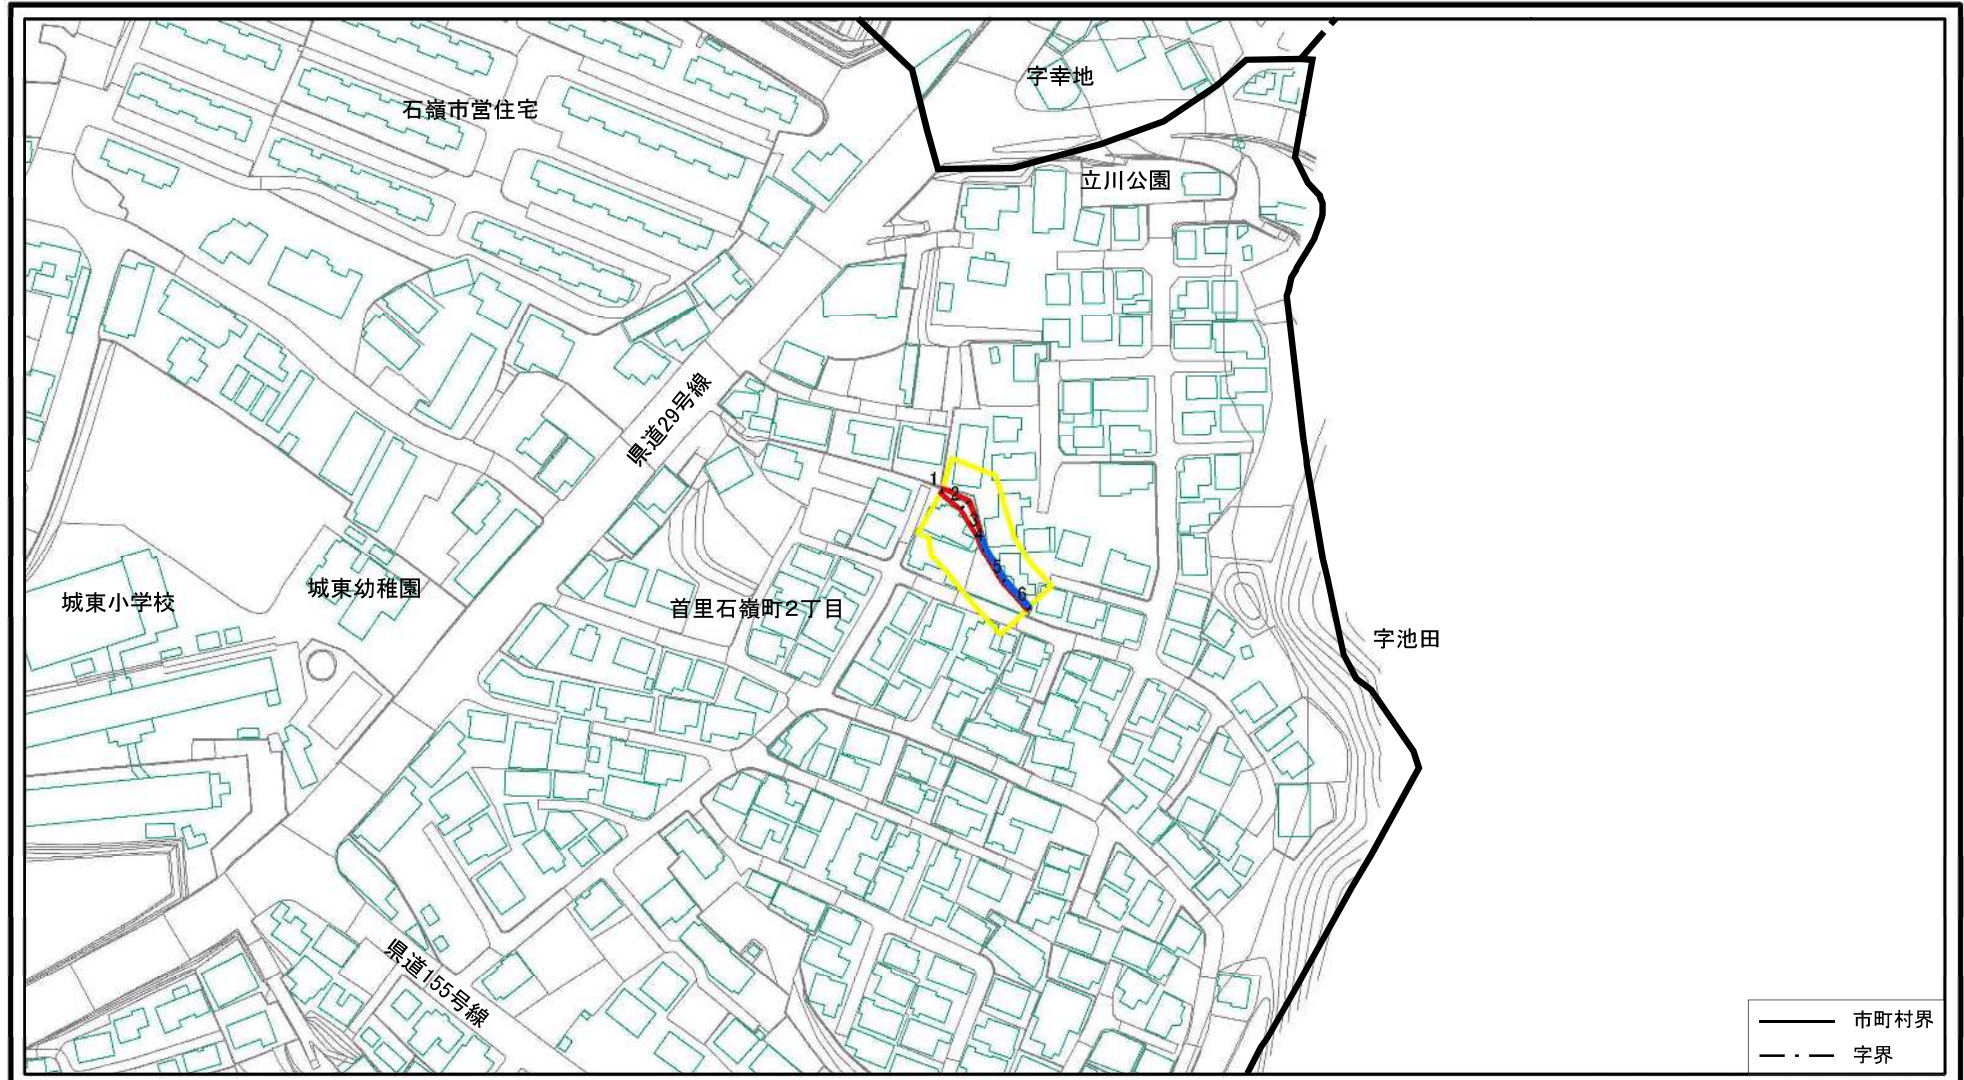 字幸地
石嶺市営住宅
立川公園
県道29号線
1
2
3
5
6
城東幼稚園
城東小学校
首里石嶺町2丁目
字池田
県道155号線
市町村界
字界